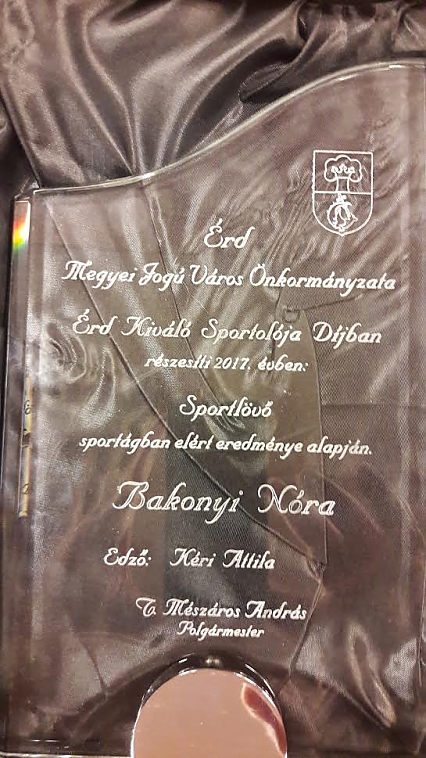 Érd
Megyei Jogú Város Önkormányzata
Érd Kiváló Sportolója Díjban
részesíti 2017. évben:
Sportlövő
sportágban elért eredménye alapján.
Bakonyi Nóra
Edző: Kéri Attila
T. Mészáros András
Polgármester